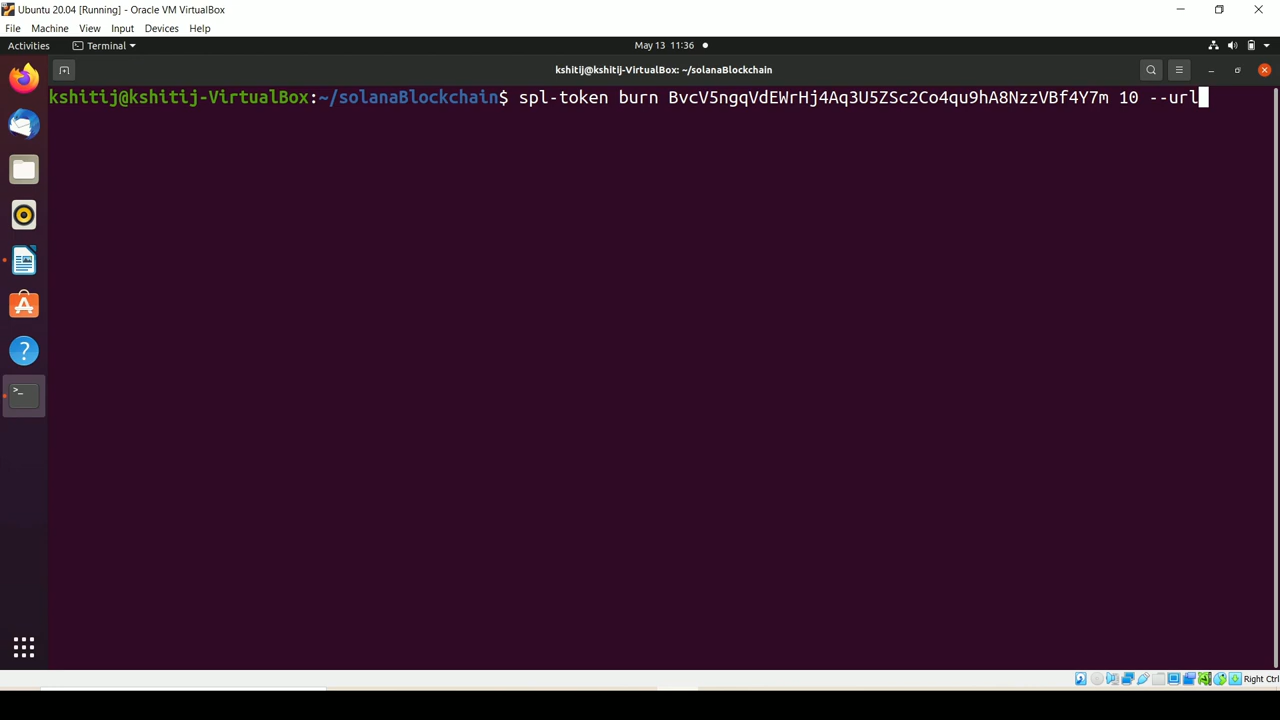 Ubuntu 20.04 [Running] - Oracle VM VirtualBox
File Machine View Input Devices Help
Activities Terminal May 13 11:36
kshitij@kshitij-VirtualBox: ~/solanaBlockchain
kshitij@kshitij-VirtualBox:~/solanaBlockchain$ spl-token burn BvcV5ngqVdEWrHj4Aq3U5ZSc2Co4qu9hA8NzzVBf4Y7m 10 --url
Right Ctrl